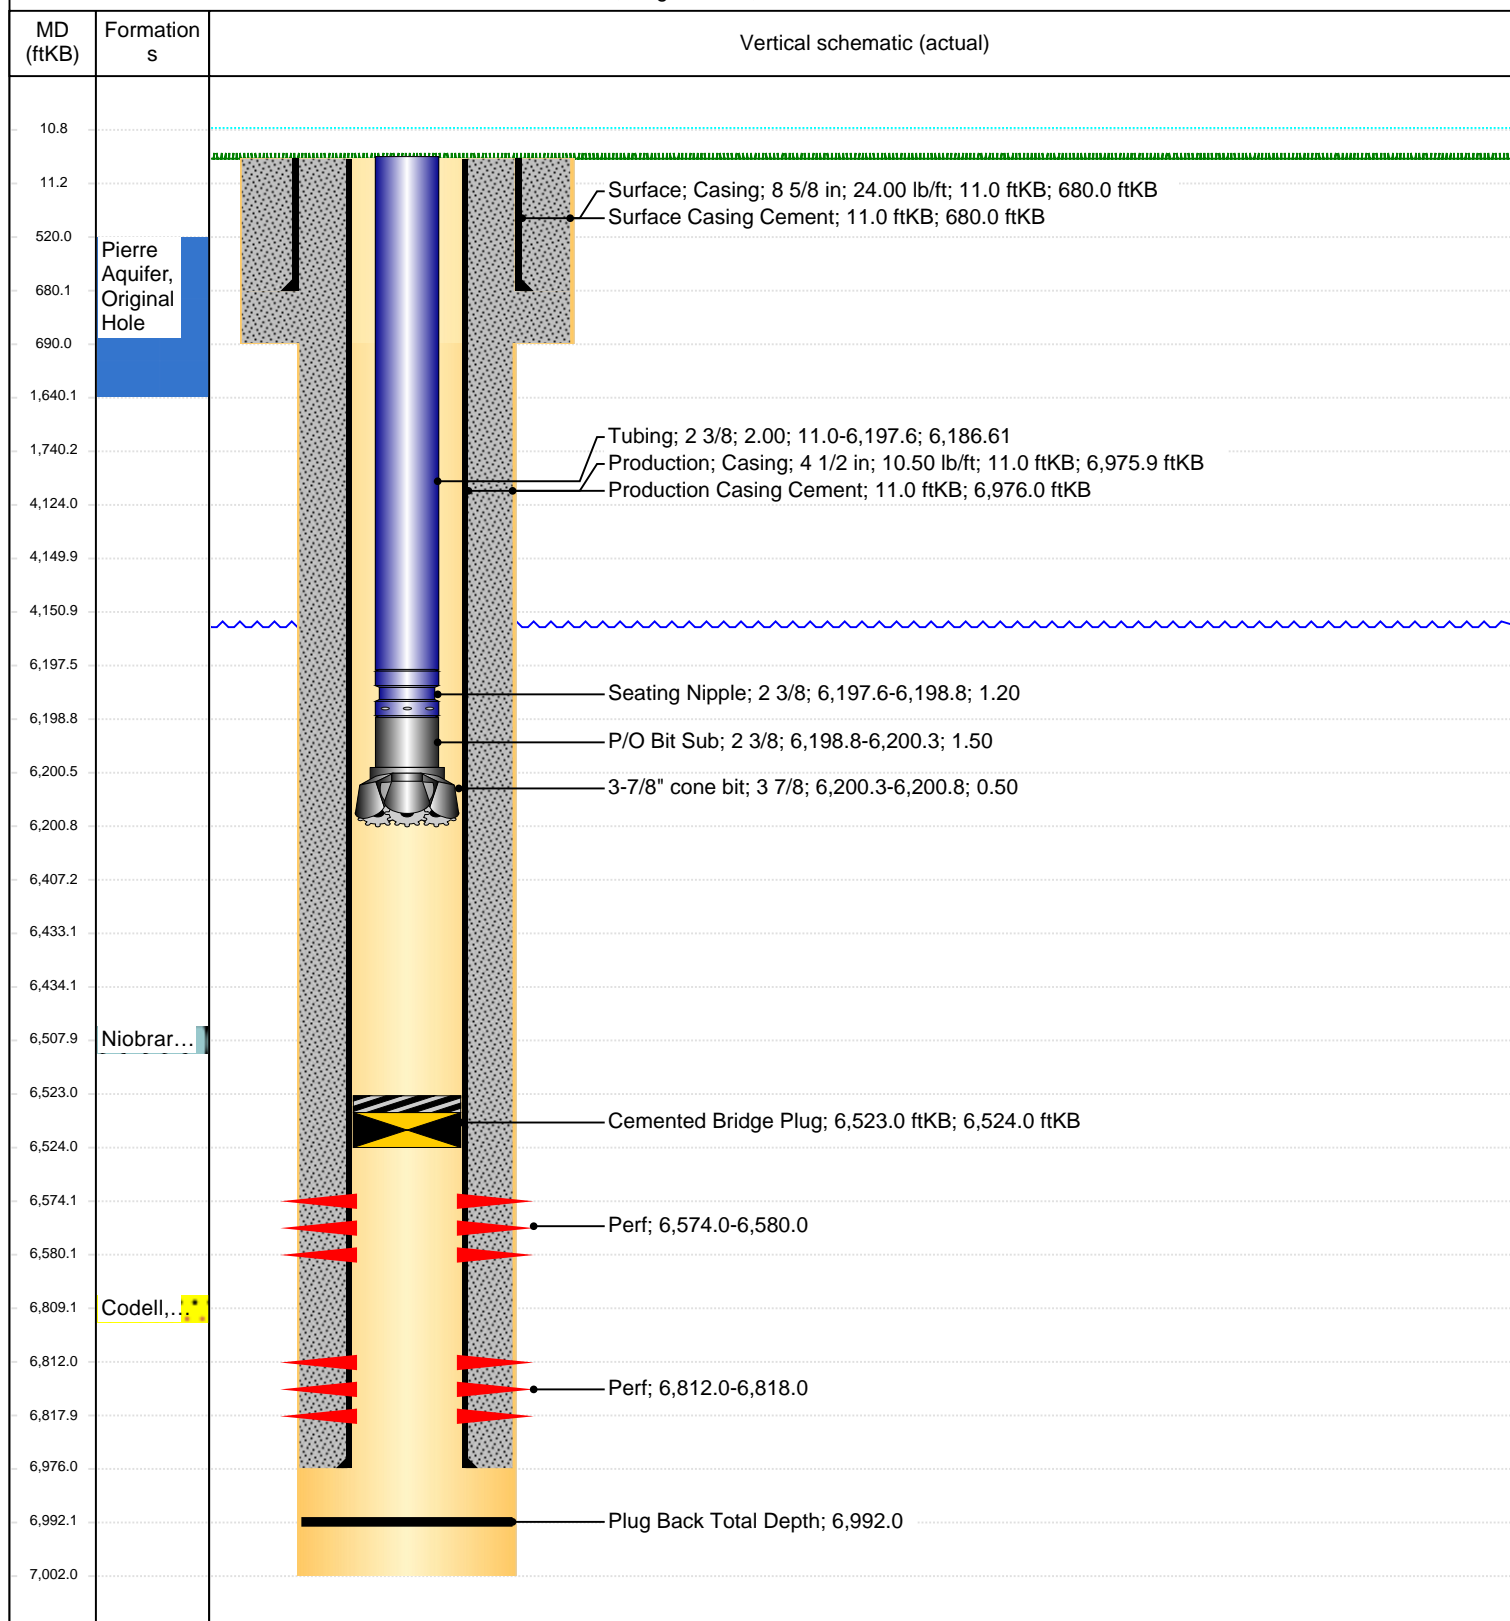 MD
(ftKB)
Formation
s
Vertical schematic (actual)
10.8
11.2
Surface; Casing; 8 5/8 in; 24.00 lb/ft; 11.0 ftKB; 680.0 ftKB
Surface Casing Cement; 11.0 ftKB; 680.0 ftKB
520.0
Pierre
Aquifer,
Original
Hole
680.1
690.0
1,640.1
Tubing; 2 3/8; 2.00; 11.0-6,197.6; 6,186.61
1,740.2
Production; Casing; 4 1/2 in; 10.50 lb/ft; 11.0 ftKB; 6,975.9 ftKB
Production Casing Cement; 11.0 ftKB; 6,976.0 ftKB
4,124.0
4,149.9
4,150.9
6,197.5
Seating Nipple; 2 3/8; 6,197.6-6,198.8; 1.20
6,198.8
P/O Bit Sub; 2 3/8; 6,198.8-6,200.3; 1.50
6,200.5
3-7/8" cone bit; 3 7/8; 6,200.3-6,200.8; 0.50
6,200.8
6,407.2
6,433.1
6,434.1
6,507.9
Niobrar…
6,523.0
Cemented Bridge Plug; 6,523.0 ftKB; 6,524.0 ftKB
6,524.0
6,574.1
Perf; 6,574.0-6,580.0
6,580.1
6,809.1
Codell,…
6,812.0
Perf; 6,812.0-6,818.0
6,817.9
6,976.0
6,992.1
Plug Back Total Depth; 6,992.0
7,002.0